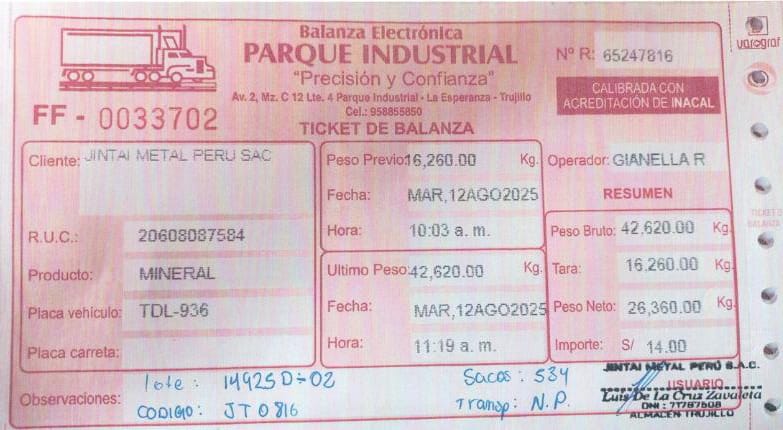 Balanza Electrónica
PARQUE INDUSTRIAL
"Precisión y Confianza"
Av. 2, Mz. C 12 Lte. 4 Parque Industrial - La Esperanza - Trujillo
Cel.: 958855850
TICKET DE BALANZA
FF - 0033702
Nº R: 65247816
CALIBRADA CON
ACREDITACIÓN DE INACAL
varograf
Cliente: JINTAI METAL PERU SAC
R.U.C.: 20608087584
Producto: MINERAL
Placa vehículo: TDL-936
Placa carreta:
Peso Previo: 16,260.00 Kg.
Fecha: MAR,12AGO2025
Hora: 10:03 a. m.
Ultimo Peso: 42,620.00 Kg.
Fecha: MAR,12AGO2025
Hora: 11:19 a. m.
Operador: GIANELLA R
RESUMEN
Peso Bruto: 42,620.00 Kg.
Tara: 16,260.00 Kg.
Peso Neto: 26,360.00 Kg.
Importe: S/ 14.00
TICKET DE
BALANZA
Observaciones:
lote: 14925D-02
CODIGO: JT0816
Sacos: 534
Transp: N.P.
JINTAI METAL PERÚ S.A.C.
USUARIO
Luis De La Cruz Zavaleta
DNI: 71787508
ALMACEN TRUJILLO